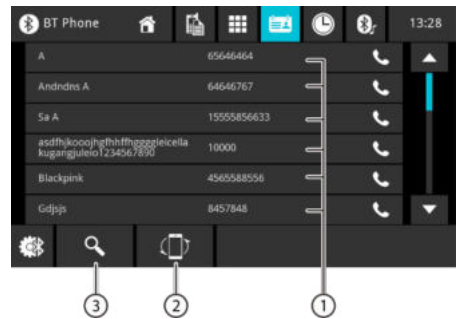 BT Phone 13:28
A 65646464
Andndns A 64646767
Sa A 15555856633
asdfhjkooojhgfhhffhggggleicella
kugangjuleio1234567890 10000
Blackpink 4565588556
Gdjsjs 8457848
3 2 1